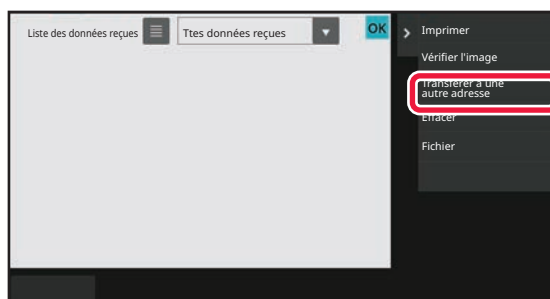 Liste des données reçues
Ttes données reçues
OK
Imprimer
Vérifier l'image
Transférer à une
autre adresse
Effacer
Fichier